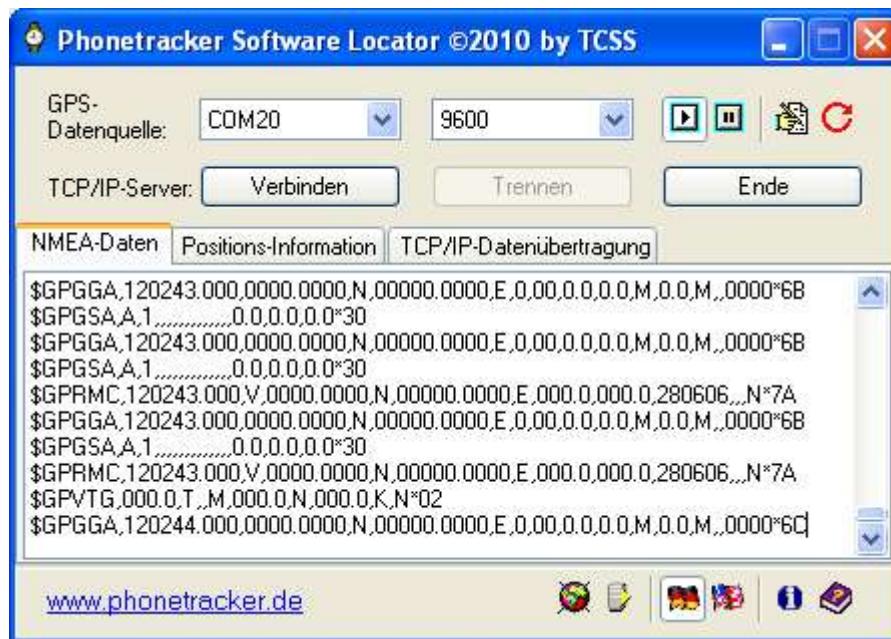 Phonetracker Software Locator ©2010 by TCSS
GPS-
Datenquelle:
COM20
9600
TCP/IP-Server:
Verbinden
Trennen
Ende
NMEA-Daten
Positions-Information
TCP/IP-Datenübertragung
$GPGGA,120243.000,0000.0000,N,00000.0000,E,0,00,0.0,0.0,M,0.0,M,,0000*6B
$GPGSA,A,1,,,,,,,,,,,,,0.0,0.0,0.0*30
$GPGGA,120243.000,0000.0000,N,00000.0000,E,0,00,0.0,0.0,M,0.0,M,,0000*6B
$GPGSA,A,1,,,,,,,,,,,,,0.0,0.0,0.0*30
$GPRMC,120243.000,V,0000.0000,N,00000.0000,E,000.0,000.0,280606,,,N*7A
$GPGGA,120243.000,0000.0000,N,00000.0000,E,0,00,0.0,0.0,M,0.0,M,,0000*6B
$GPGSA,A,1,,,,,,,,,,,,,0.0,0.0,0.0*30
$GPRMC,120243.000,V,0000.0000,N,00000.0000,E,000.0,000.0,280606,,,N*7A
$GPVTG,000.0,T,,M,000.0,N,000.0,K,N*02
$GPGGA,120244.000,0000.0000,N,00000.0000,E,0,00,0.0,0.0,M,0.0,M,,0000*6C
www.phonetracker.de